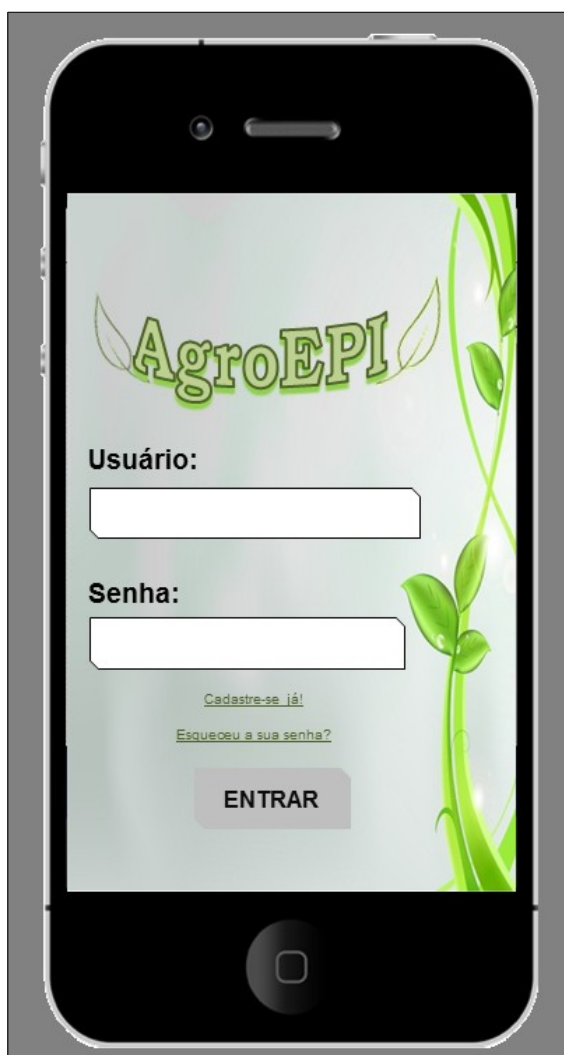 AgroEPI
Usuário:
Senha:
Cadastre-se já!
Esqueceu a sua senha?
ENTRAR